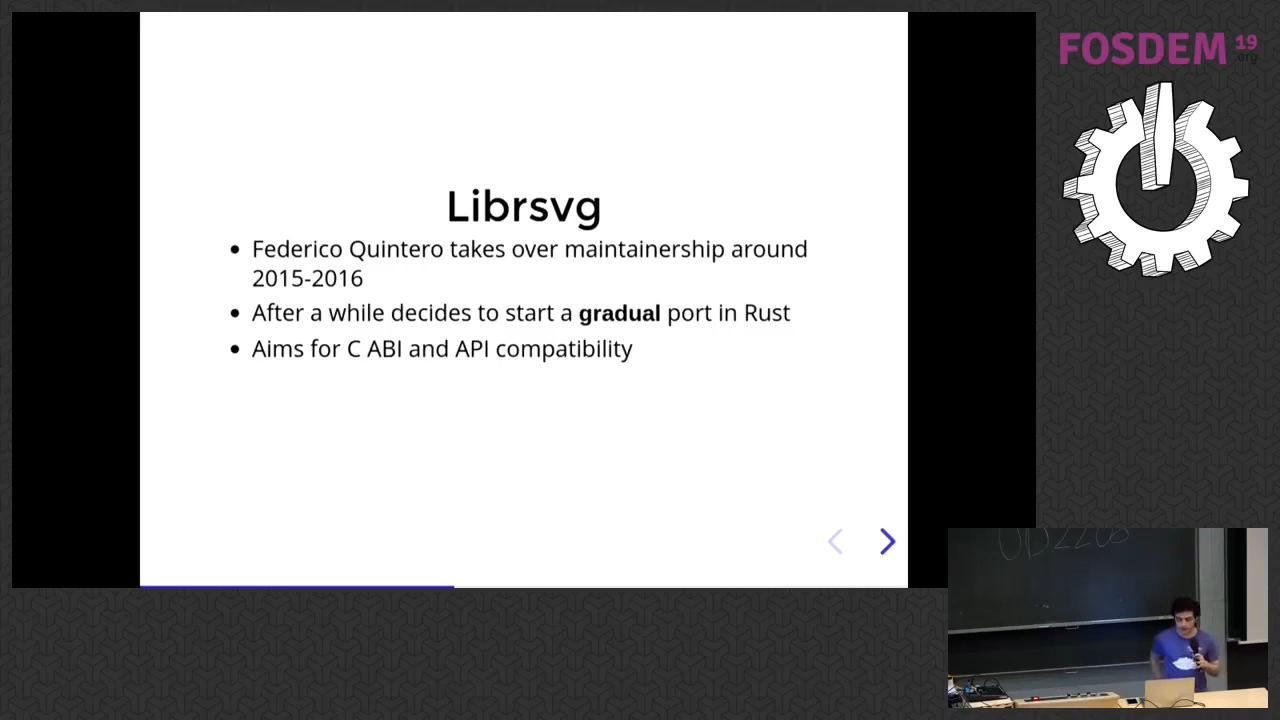 FOSDEM 19
.org
Librsvg
• Federico Quintero takes over maintainership around
2015-2016
• After a while decides to start a gradual port in Rust
• Aims for C ABI and API compatibility